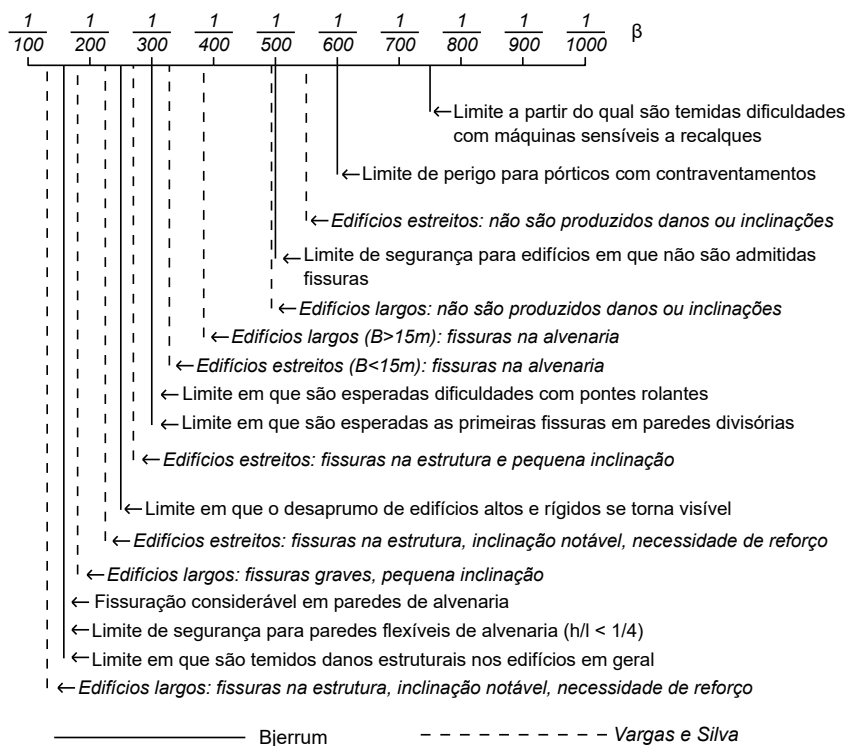 1/100 1/200 1/300 1/400 1/500 1/600 1/700 1/800 1/900 1/1000 β
Limite a partir do qual são temidas dificuldades
com máquinas sensíveis a recalques
Limite de perigo para pórticos com contraventamentos
Edifícios estreitos: não são produzidos danos ou inclinações
Limite de segurança para edifícios em que não são admitidas
fissuras
Edifícios largos: não são produzidos danos ou inclinações
Edifícios largos (B>15m): fissuras na alvenaria
Edifícios estreitos (B<15m): fissuras na alvenaria
Limite em que são esperadas dificuldades com pontes rolantes
Limite em que são esperadas as primeiras fissuras em paredes divisórias
Edifícios estreitos: fissuras na estrutura e pequena inclinação
Limite em que o desaprumo de edifícios altos e rígidos se torna visível
Edifícios estreitos: fissuras na estrutura, inclinação notável, necessidade de reforço
Edifícios largos: fissuras graves, pequena inclinação
Fissuração considerável em paredes de alvenaria
Limite de segurança para paredes flexíveis de alvenaria (h/l < 1/4)
Limite em que são temidos danos estruturais nos edifícios em geral
Edifícios largos: fissuras na estrutura, inclinação notável, necessidade de reforço
Bjerrum Vargas e Silva